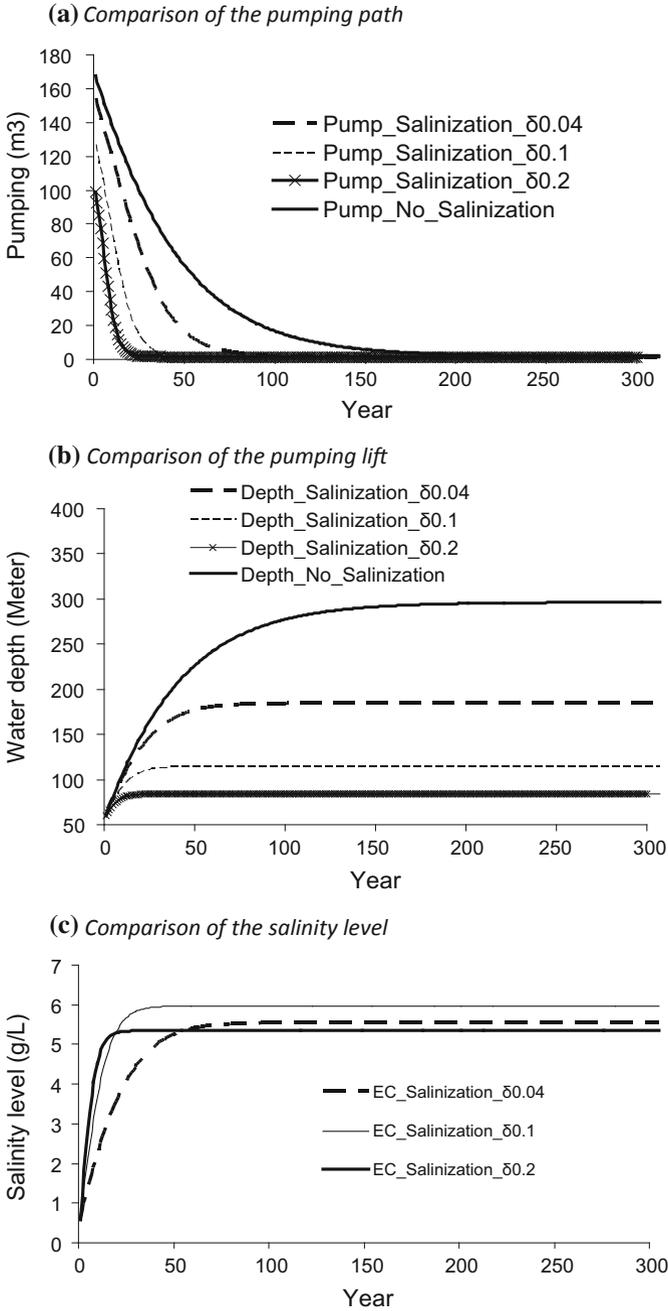 (a) Comparison of the pumping path
180
160
140
120
100
80
60
40
20
0
Pumping (m3)
Pump_Salinization_δ0.04
Pump_Salinization_δ0.1
Pump_Salinization_δ0.2
Pump_No_Salinization
0 50 100 150 200 250 300
Year
(b) Comparison of the pumping lift
Depth_Salinization_δ0.04
Depth_Salinization_δ0.1
Depth_Salinization_δ0.2
Depth_No_Salinization
400
350
300
250
200
150
100
50
Water depth (Meter)
0 50 100 150 200 250 300
Year
(c) Comparison of the salinity level
7
6
5
4
3
2
1
0
Salinity level (g/L)
EC_Salinization_δ0.04
EC_Salinization_δ0.1
EC_Salinization_δ0.2
0 50 100 150 200 250 300
Year